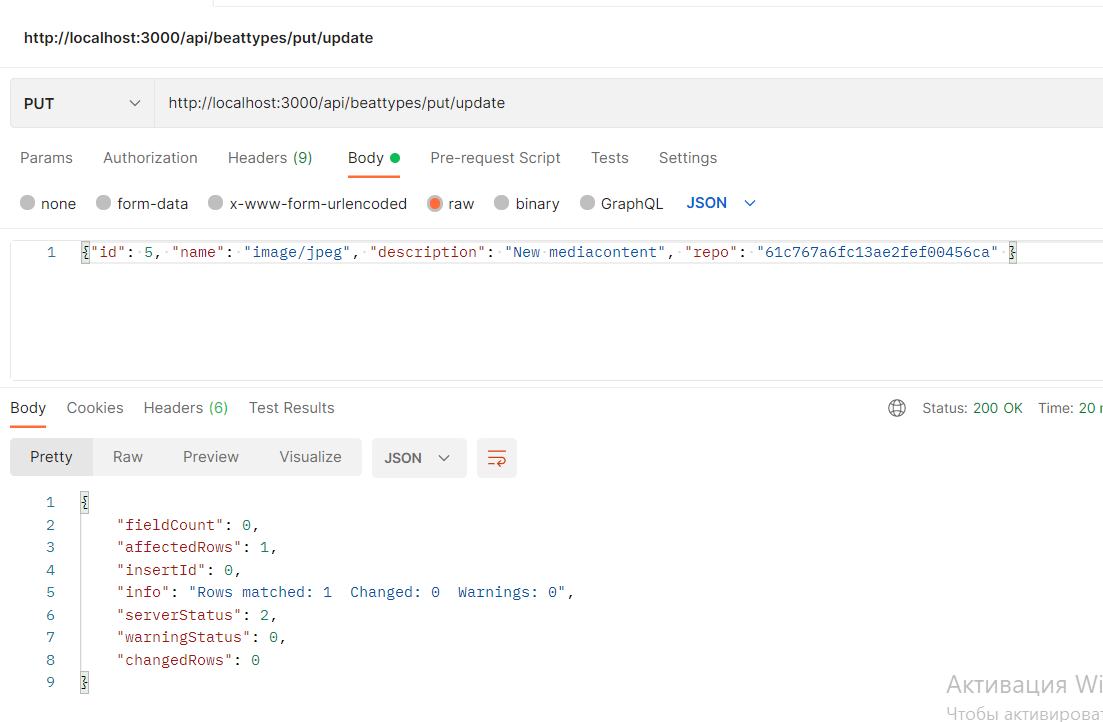 http://localhost:3000/api/beattypes/put/update
PUT http://localhost:3000/api/beattypes/put/update
Params Authorization Headers (9) Body Pre-request Script Tests Settings
none form-data x-www-form-urlencoded raw binary GraphQL JSON
1 {"id": 5, "name": "image/jpeg", "description": "New mediacontent", "repo": "61c767a6fc13ae2fef00456ca" }
Body Cookies Headers (6) Test Results Status: 200 OK Time: 20
Pretty Raw Preview Visualize JSON
1 {
2 "fieldCount": 0,
3 "affectedRows": 1,
4 "insertId": 0,
5 "info": "Rows matched: 1  Changed: 0  Warnings: 0",
6 "serverStatus": 2,
7 "warningStatus": 0,
8 "changedRows": 0
9 }
Активация Wi
Чтобы активироват